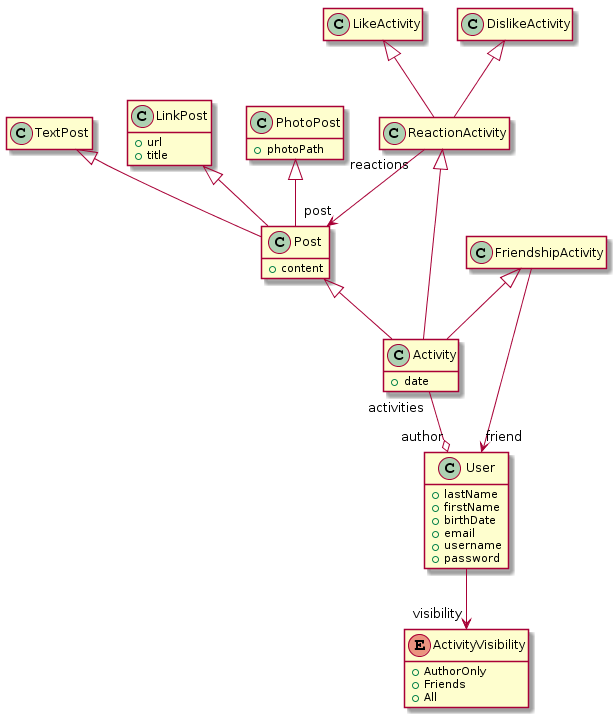 C LikeActivity
C DislikeActivity
C TextPost
C LinkPost
url
title
C PhotoPost
photoPath
C ReactionActivity
reactions
post
C Post
content
C FriendshipActivity
C Activity
date
activities
author
friend
C User
lastName
firstName
birthDate
email
username
password
visibility
E ActivityVisibility
AuthorOnly
Friends
All